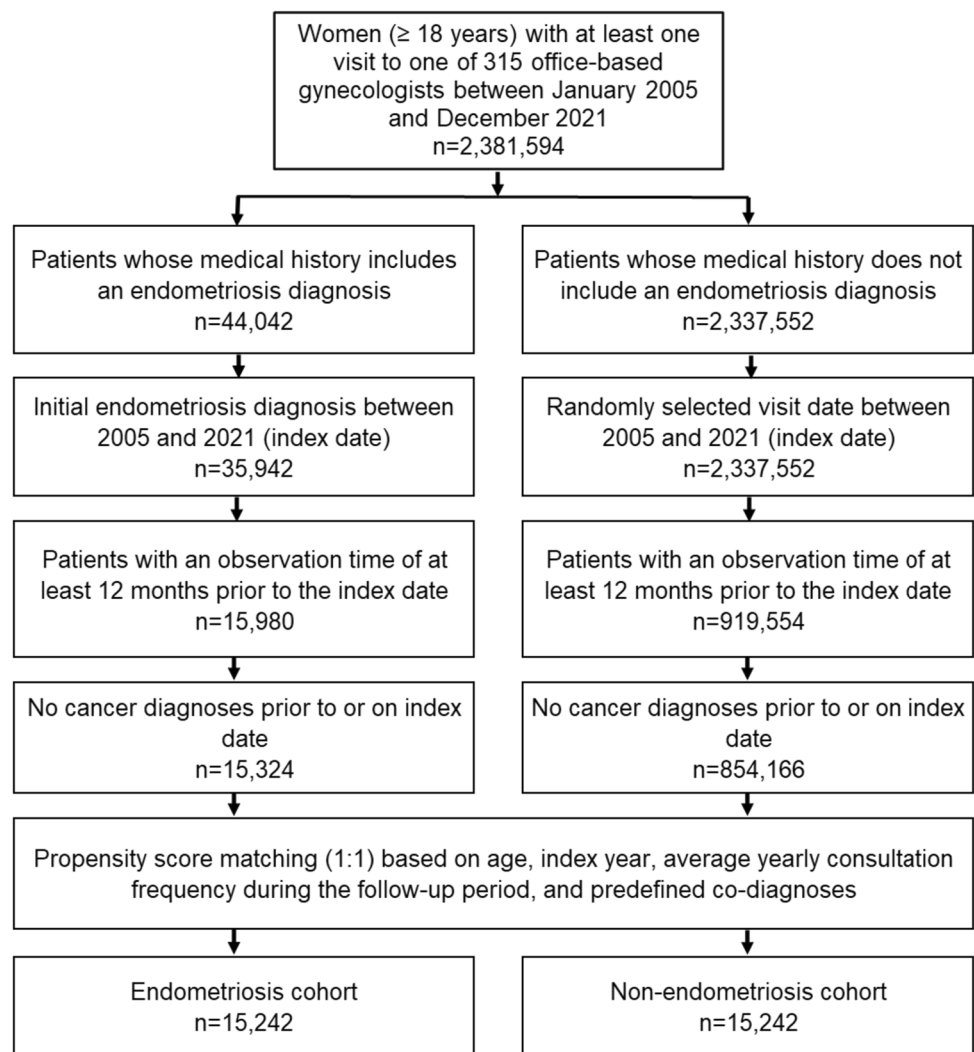 Women (≥ 18 years) with at least one
visit to one of 315 office-based
gynecologists between January 2005
and December 2021
n=2,381,594
Patients whose medical history includes
an endometriosis diagnosis
n=44,042
Patients whose medical history does not
include an endometriosis diagnosis
n=2,337,552
Initial endometriosis diagnosis between
2005 and 2021 (index date)
n=35,942
Randomly selected visit date between
2005 and 2021 (index date)
n=2,337,552
Patients with an observation time of at
least 12 months prior to the index date
n=15,980
Patients with an observation time of at
least 12 months prior to the index date
n=919,554
No cancer diagnoses prior to or on index
date
n=15,324
No cancer diagnoses prior to or on index
date
n=854,166
Propensity score matching (1:1) based on age, index year, average yearly consultation
frequency during the follow-up period, and predefined co-diagnoses
Endometriosis cohort
n=15,242
Non-endometriosis cohort
n=15,242